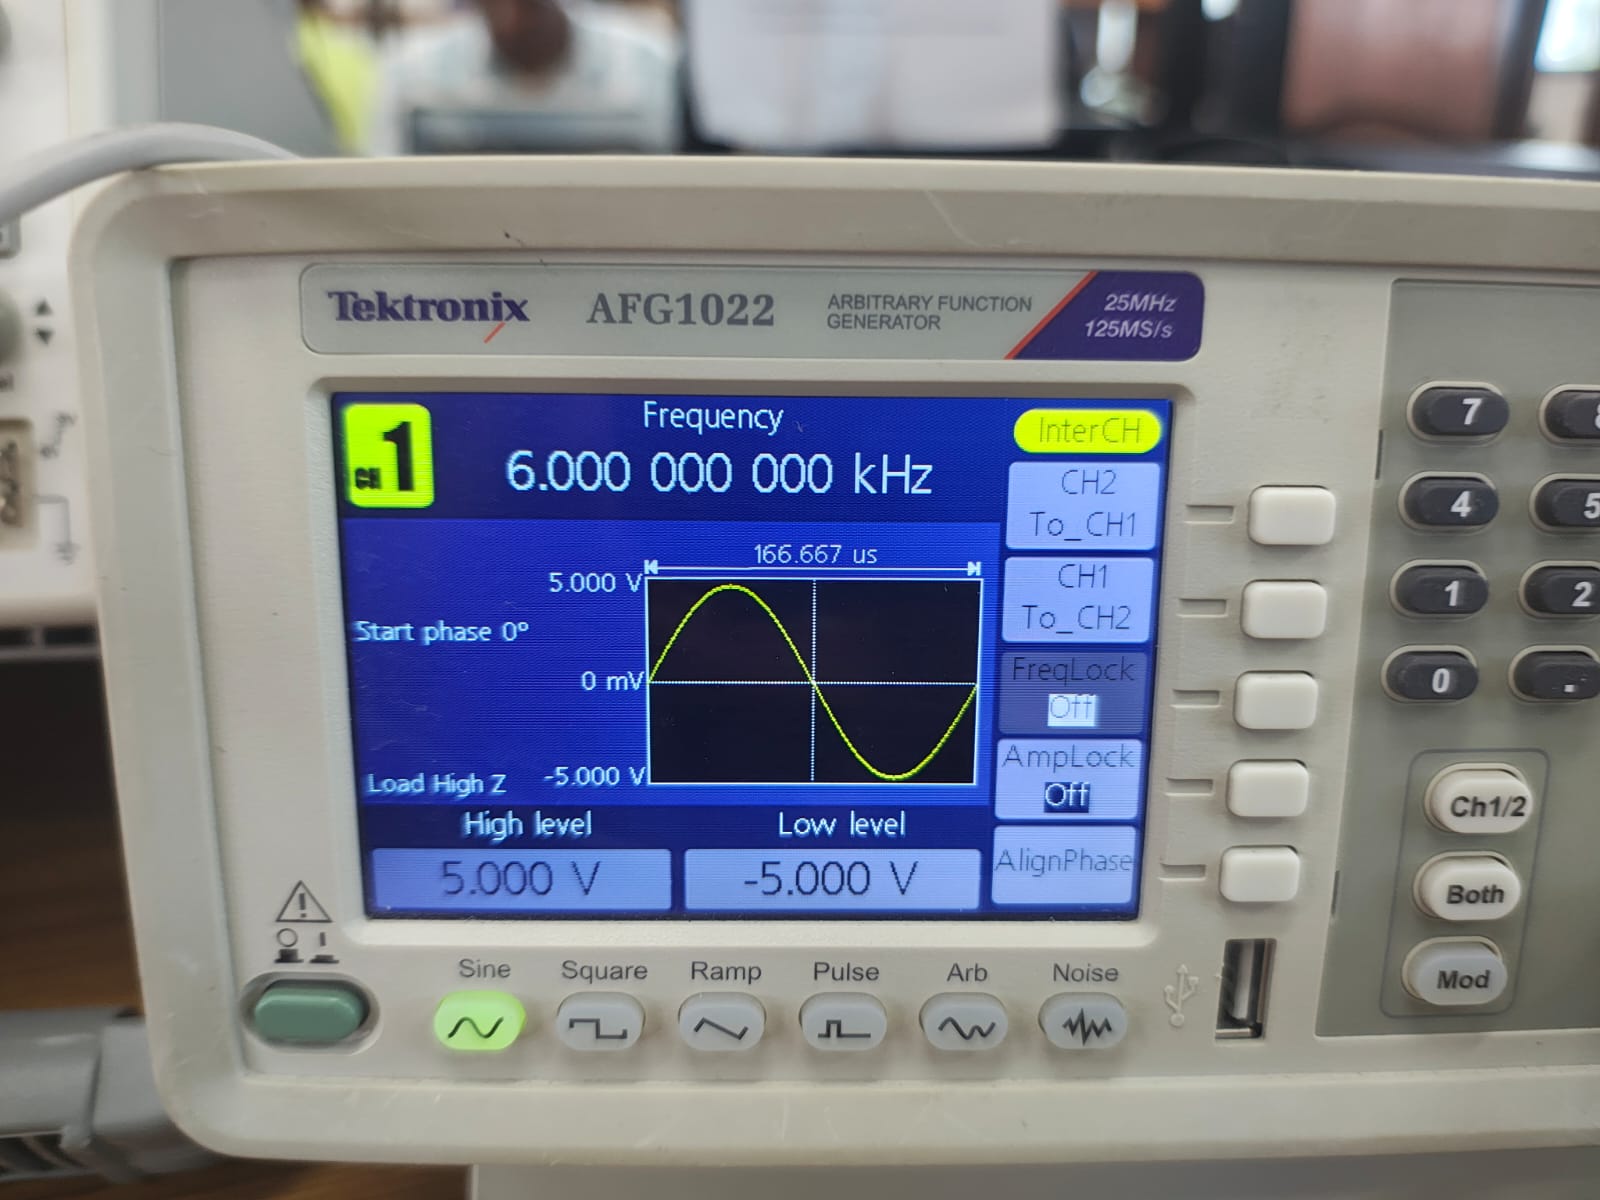 Tektronix AFG1022 ARBITRARY FUNCTION GENERATOR
25MHz
125MS/s
CH 1
Frequency
6.000 000 000 kHz
InterCH
CH2
To_CH1
CH1
To_CH2
FreqLock
Off
AmpLock
Off
AlignPhase
166.667 us
5.000 V
Start phase 0°
0 mV
Load High Z
-5.000 V
High level
Low level
5.000 V
-5.000 V
Sine
Square
Ramp
Pulse
Arb
Noise
7
4
5
1
2
0
.
Ch1/2
Both
Mod